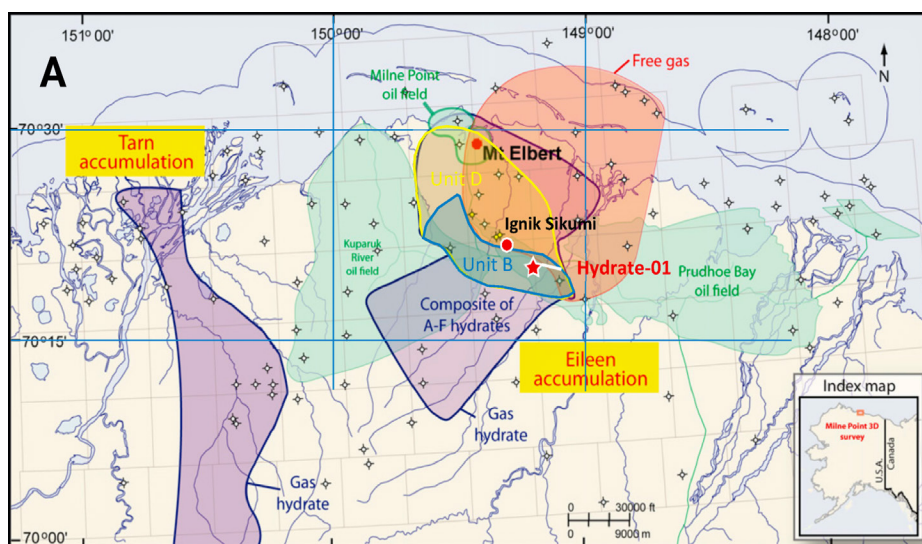 A
151°00'
150°00'
149°00'
148°00'
Free gas
N
Milne Point
oil field
70°30'
Tarn
accumulation
Mt Elbert
Unit D
Ignik Sikumi
Kuparuk
River
oil field
Unit B
Hydrate-01
Prudhoe Bay
oil field
Composite of
A-F hydrates
70°15'
Eileen
accumulation
Gas
hydrate
Index map
Milne Point 3D
survey
U.S.A.
Canada
Gas
hydrate
0
30000 ft
0
9000 m
70°00'